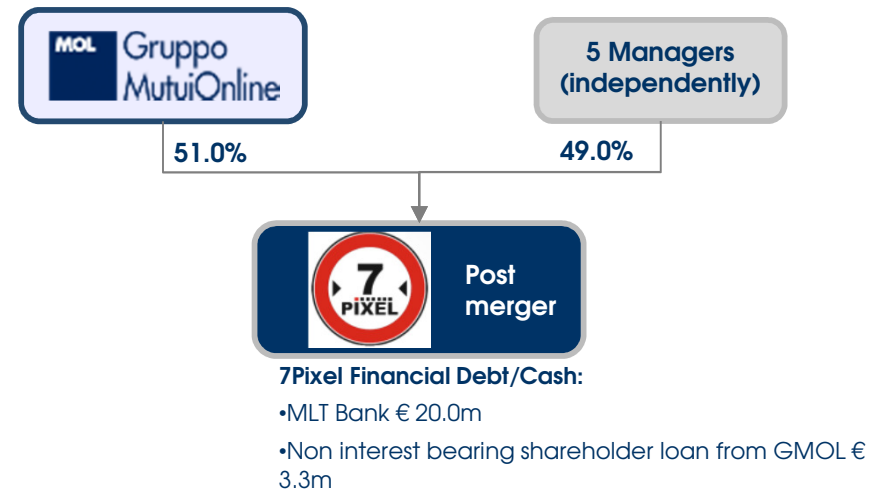 MOL Gruppo
MutuiOnline
5 Managers
(independently)
51.0%
49.0%
7
PIXEL
Post
merger
7Pixel Financial Debt/Cash:
•MLT Bank € 20.0m
•Non interest bearing shareholder loan from GMOL €
3.3m